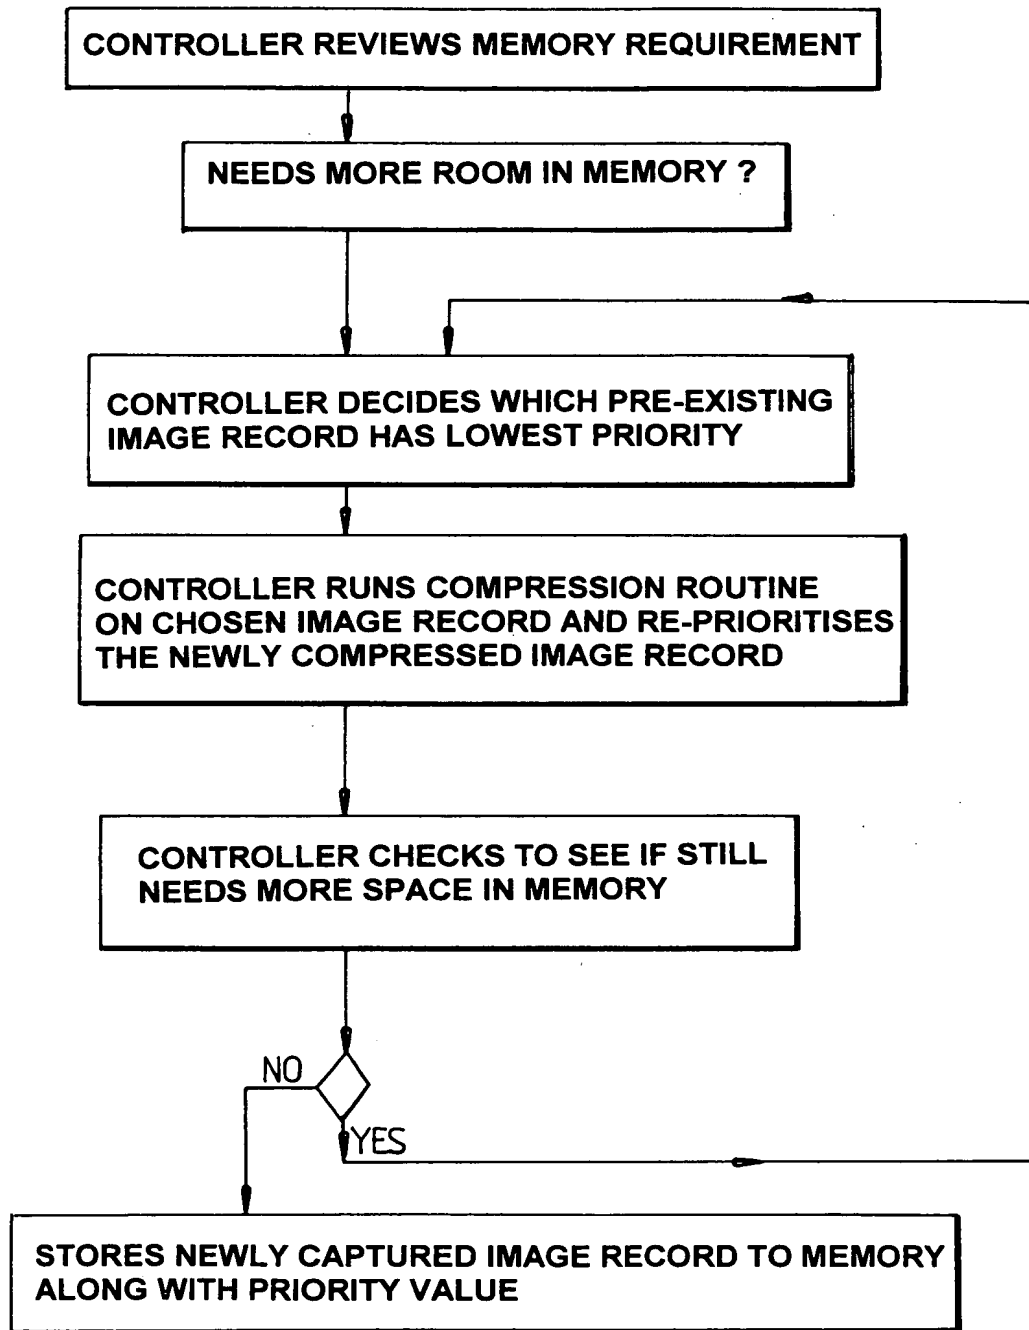 CONTROLLER REVIEWS MEMORY REQUIREMENT
NEEDS MORE ROOM IN MEMORY ?
CONTROLLER DECIDES WHICH PRE-EXISTING
IMAGE RECORD HAS LOWEST PRIORITY
CONTROLLER RUNS COMPRESSION ROUTINE
ON CHOSEN IMAGE RECORD AND RE-PRIORITISES
THE NEWLY COMPRESSED IMAGE RECORD
CONTROLLER CHECKS TO SEE IF STILL
NEEDS MORE SPACE IN MEMORY
NO
YES
STORES NEWLY CAPTURED IMAGE RECORD TO MEMORY
ALONG WITH PRIORITY VALUE